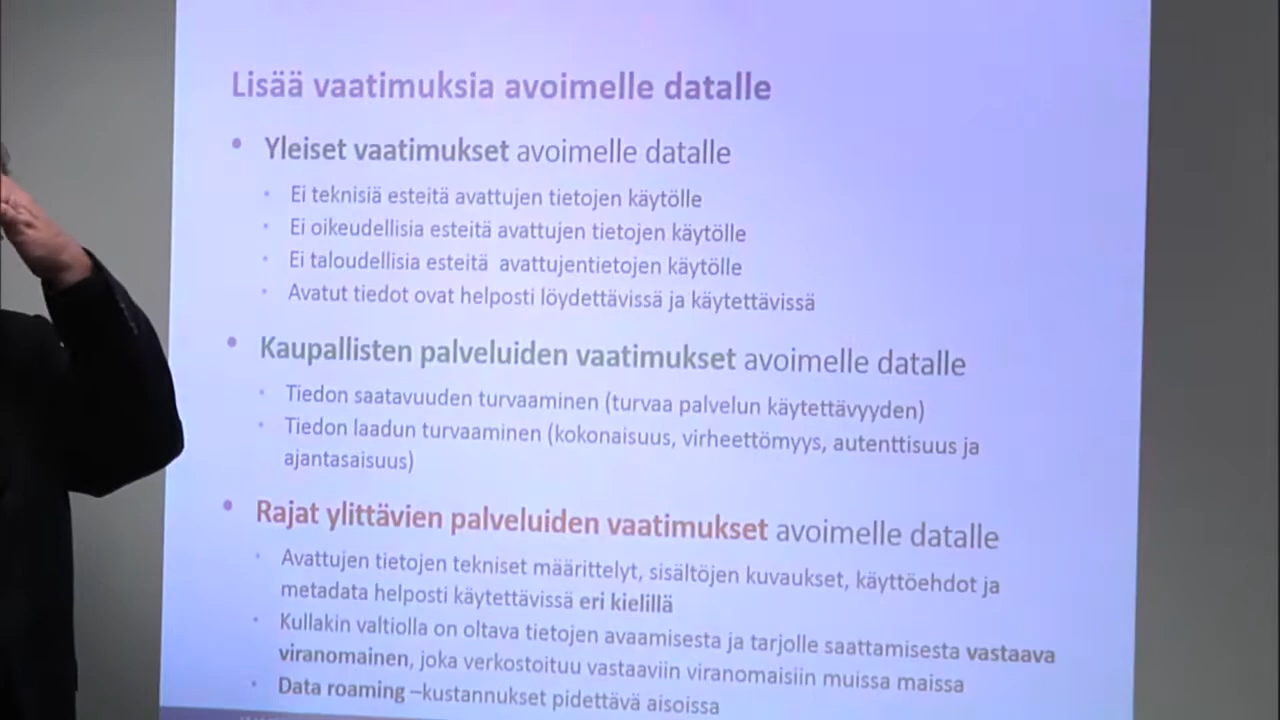 Lisää vaatimuksia avoimelle datalle
• Yleiset vaatimukset avoimelle datalle
• Ei teknisiä esteitä avattujen tietojen käytölle
• Ei oikeudellisia esteitä avattujen tietojen käytölle
• Ei taloudellisia esteitä avattujentietojen käytölle
• Avatut tiedot ovat helposti löydettävissä ja käytettävissä
• Kaupallisten palveluiden vaatimukset avoimelle datalle
• Tiedon saatavuuden turvaaminen (turvaa palvelun käytettävyyden)
• Tiedon laadun turvaaminen (kokonaisuus, virheettömyys, autenttisuus ja
ajantasaisuus)
• Rajat ylittävien palveluiden vaatimukset avoimelle datalle
• Avattujen tietojen tekniset määrittelyt, sisältöjen kuvaukset, käyttöehdot ja
metadata helposti käytettävissä eri kielillä
• Kullakin valtiolla on oltava tietojen avaamisesta ja tarjolle saattamisesta vastaava
viranomainen, joka verkostoituu vastaaviin viranomaisiin muissa maissa
• Data roaming –kustannukset pidettävä aisoissa